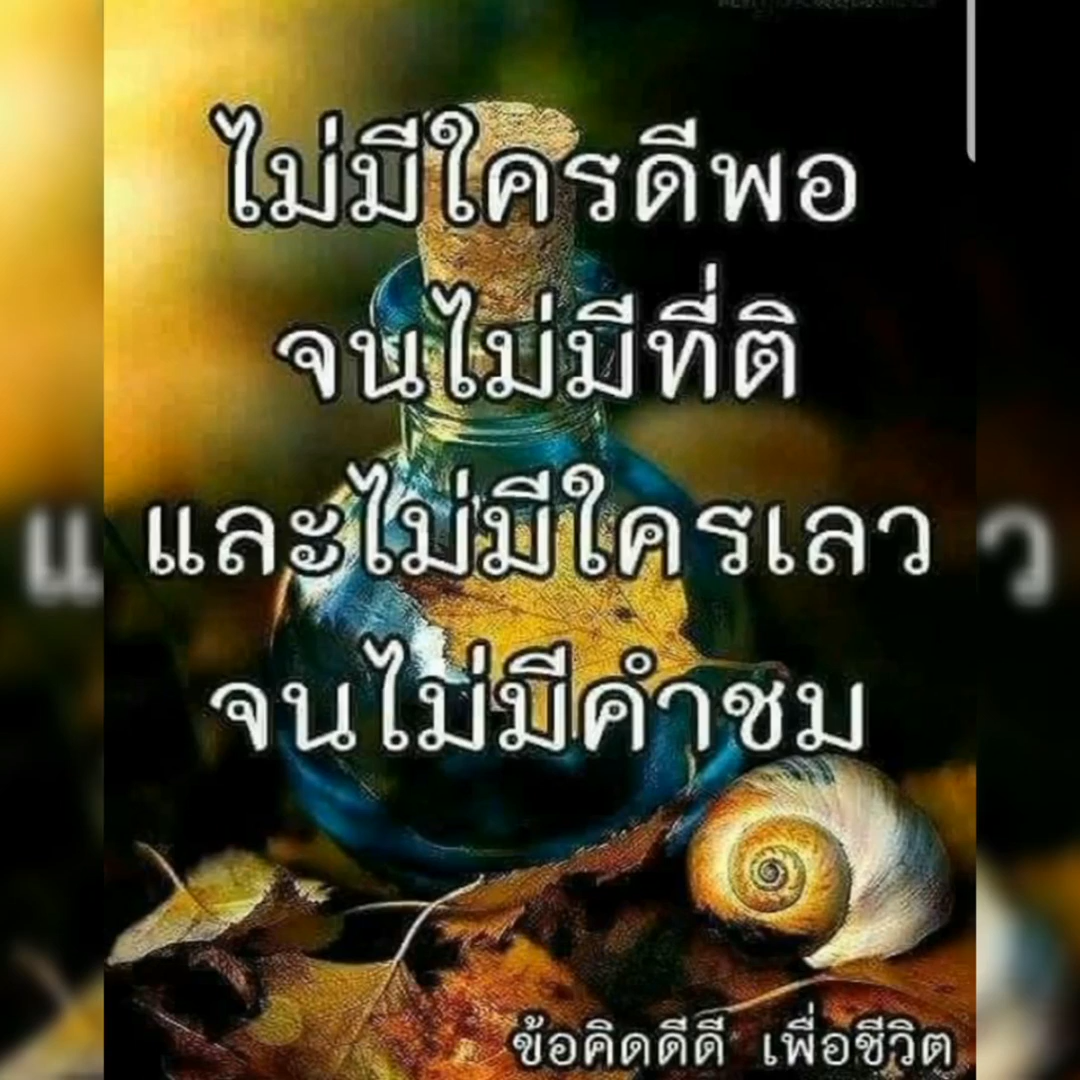 ไม่มีใครดีพอ
จนไม่มีที่ติ
และไม่มีใครเลว
จนไม่มีคำชม
ข้อคิดดีดี เพื่อชีวิต